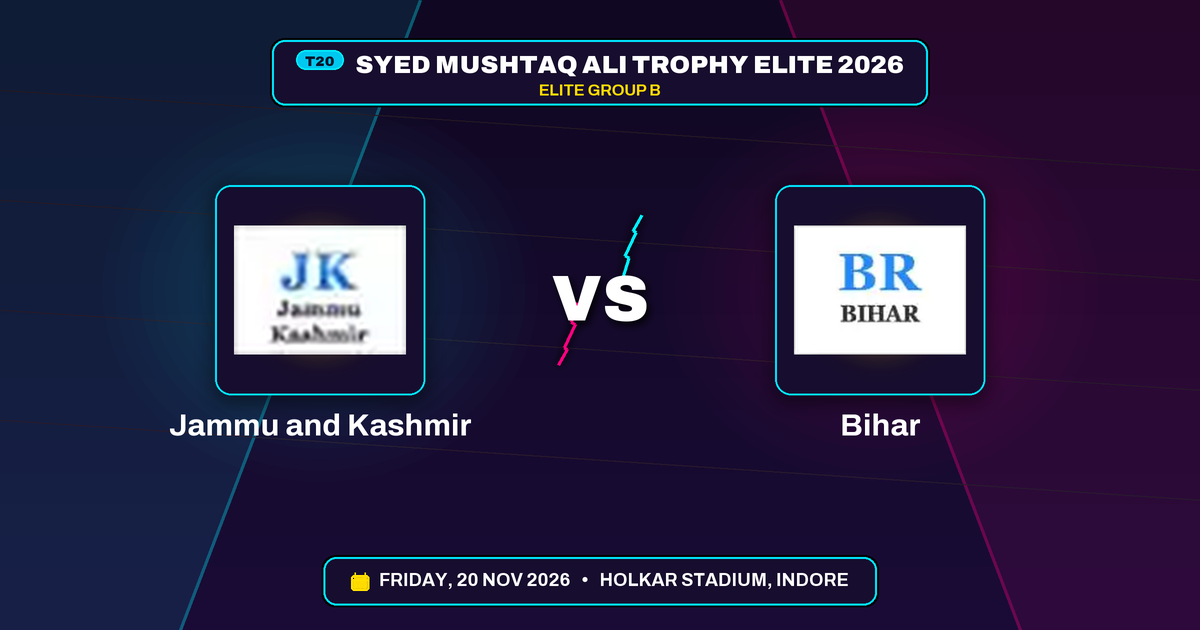 T20 SYED MUSHTAQ ALI TROPHY ELITE 2026
ELITE GROUP B
JK
Jammu
Kashmir
VS
BR
BIHAR
Jammu and Kashmir
Bihar
FRIDAY, 20 NOV 2026 • HOLKAR STADIUM, INDORE